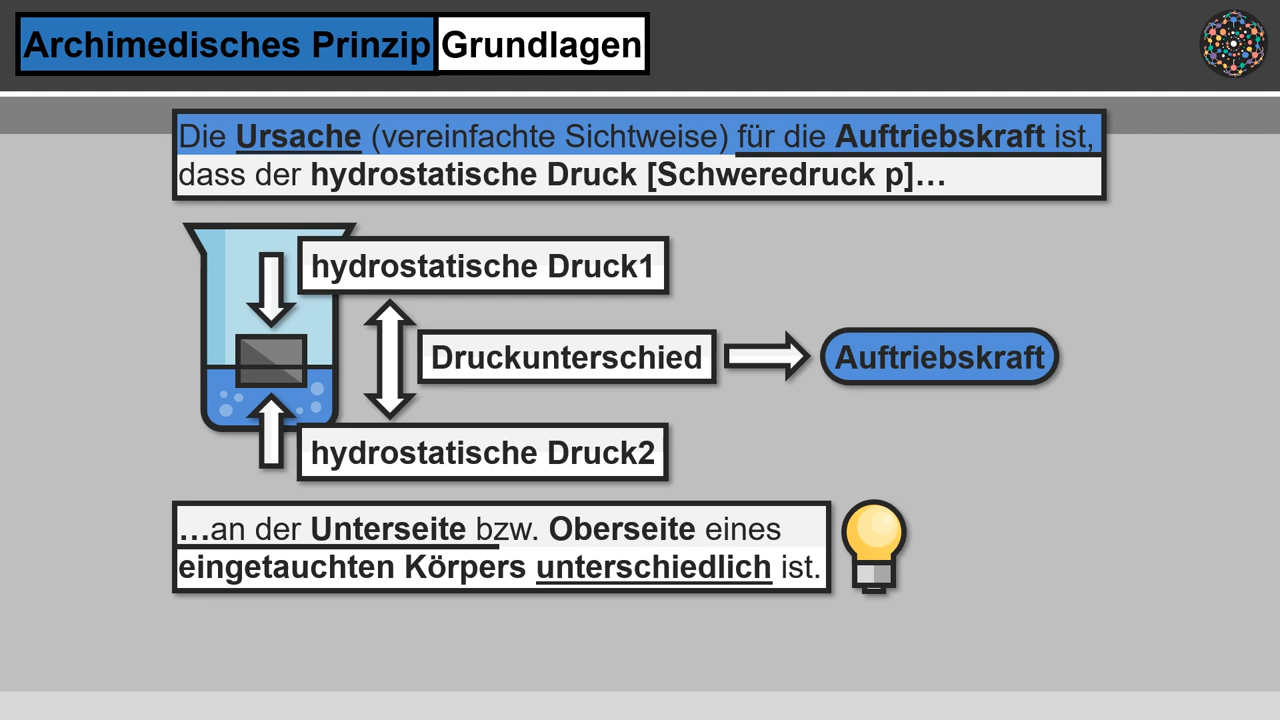 Archimedisches Prinzip Grundlagen
Die Ursache (vereinfachte Sichtweise) für die Auftriebskraft ist,
dass der hydrostatische Druck [Schweredruck p]…
hydrostatische Druck1
Druckunterschied
Auftriebskraft
hydrostatische Druck2
…an der Unterseite bzw. Oberseite eines
eingetauchten Körpers unterschiedlich ist.